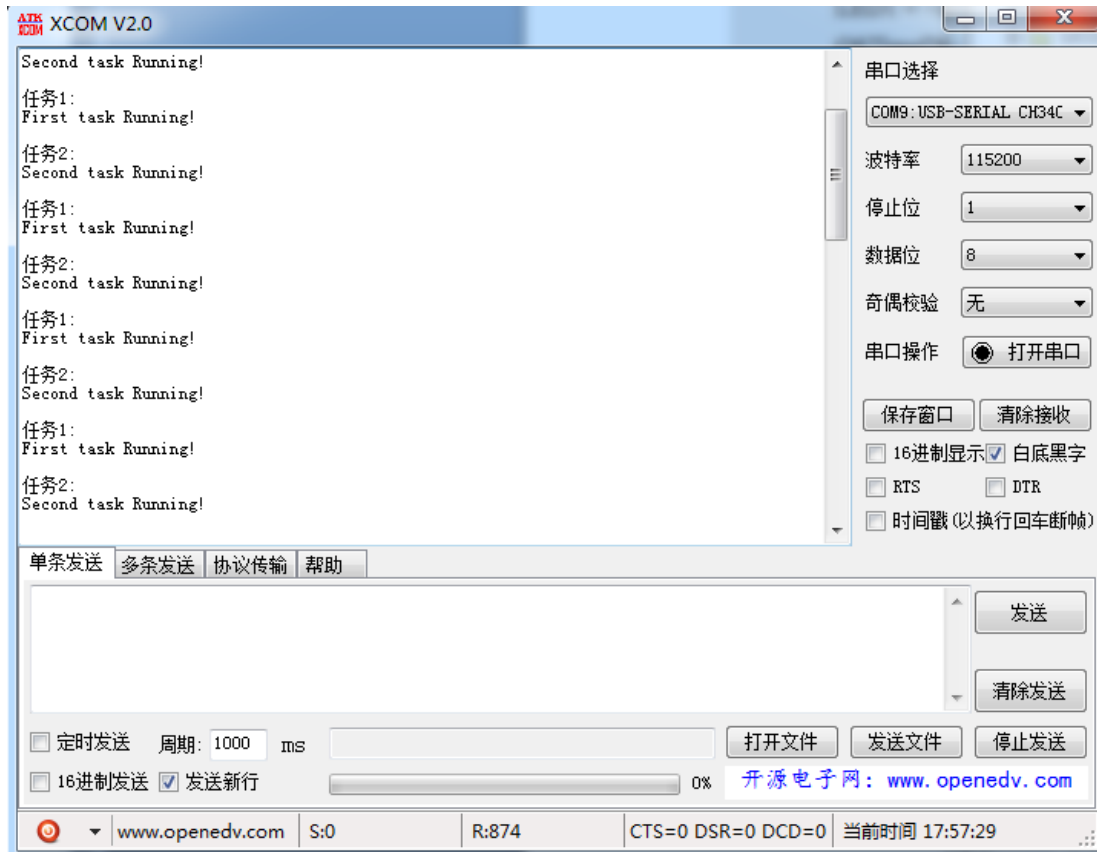 ATK XCOM XCOM V2.0
Second task Running!
任务1:
First task Running!
任务2:
Second task Running!
任务1:
First task Running!
任务2:
Second task Running!
任务1:
First task Running!
任务2:
Second task Running!
任务1:
First task Running!
任务2:
Second task Running!
串口选择
COM9:USB-SERIAL CH34C
波特率 115200
停止位 1
数据位 8
奇偶校验 无
串口操作 打开串口
保存窗口 清除接收
16进制显示 白底黑字
RTS DTR
时间戳(以换行回车断帧)
单条发送 多条发送 协议传输 帮助
发送
清除发送
定时发送 周期: 1000 ms 打开文件 发送文件 停止发送
16进制发送 发送新行 0% 开源电子网: www.openedv.com
www.openedv.com S:0 R:874 CTS=0 DSR=0 DCD=0 当前时间 17:57:29